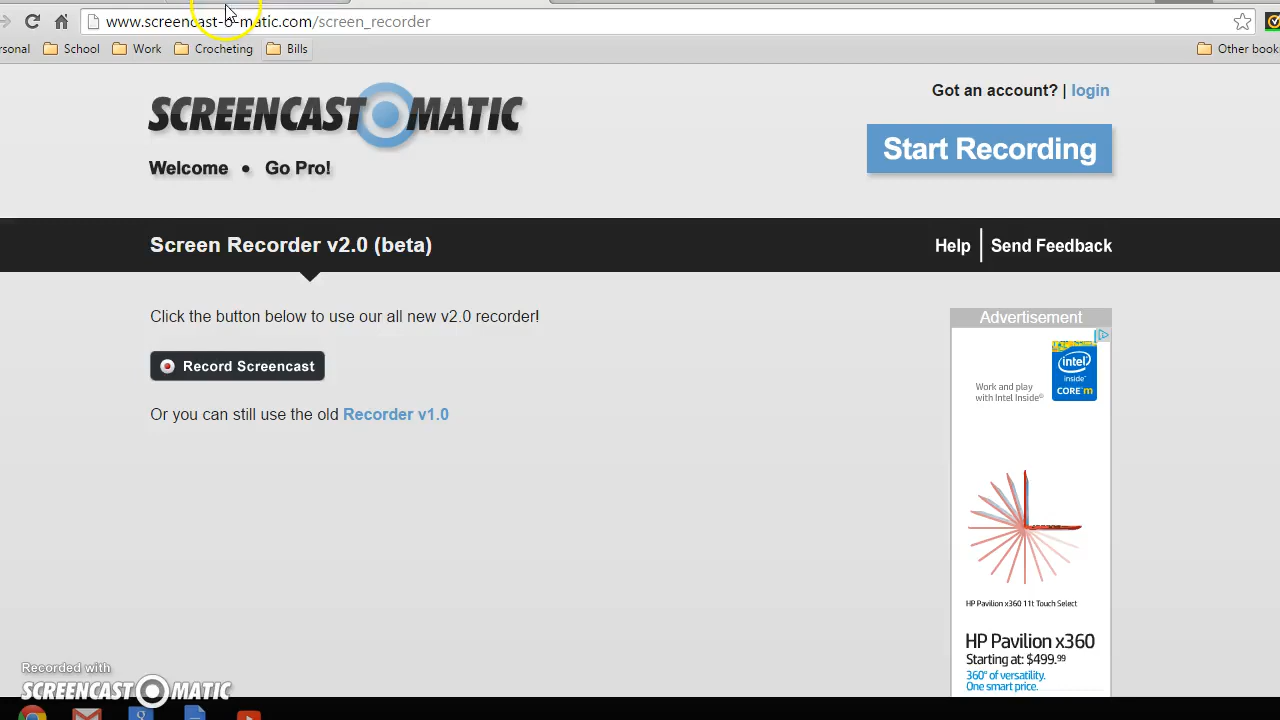 www.screencast-o-matic.com/screen_recorder
rsonal School Work Crocheting Bills Other book
SCREENCAST O MATIC
Got an account? | login
Start Recording
Welcome • Go Pro!
Screen Recorder v2.0 (beta)
Help Send Feedback
Click the button below to use our all new v2.0 recorder!
Record Screencast
Or you can still use the old Recorder v1.0
Advertisement
intel
inside™
CORE™ m
Work and play
with Intel Inside®
HP Pavilion x360 11t Touch Select
HP Pavilion x360
Starting at: $499.99
360° of versatility.
One smart price.
Recorded with
SCREENCAST O MATIC